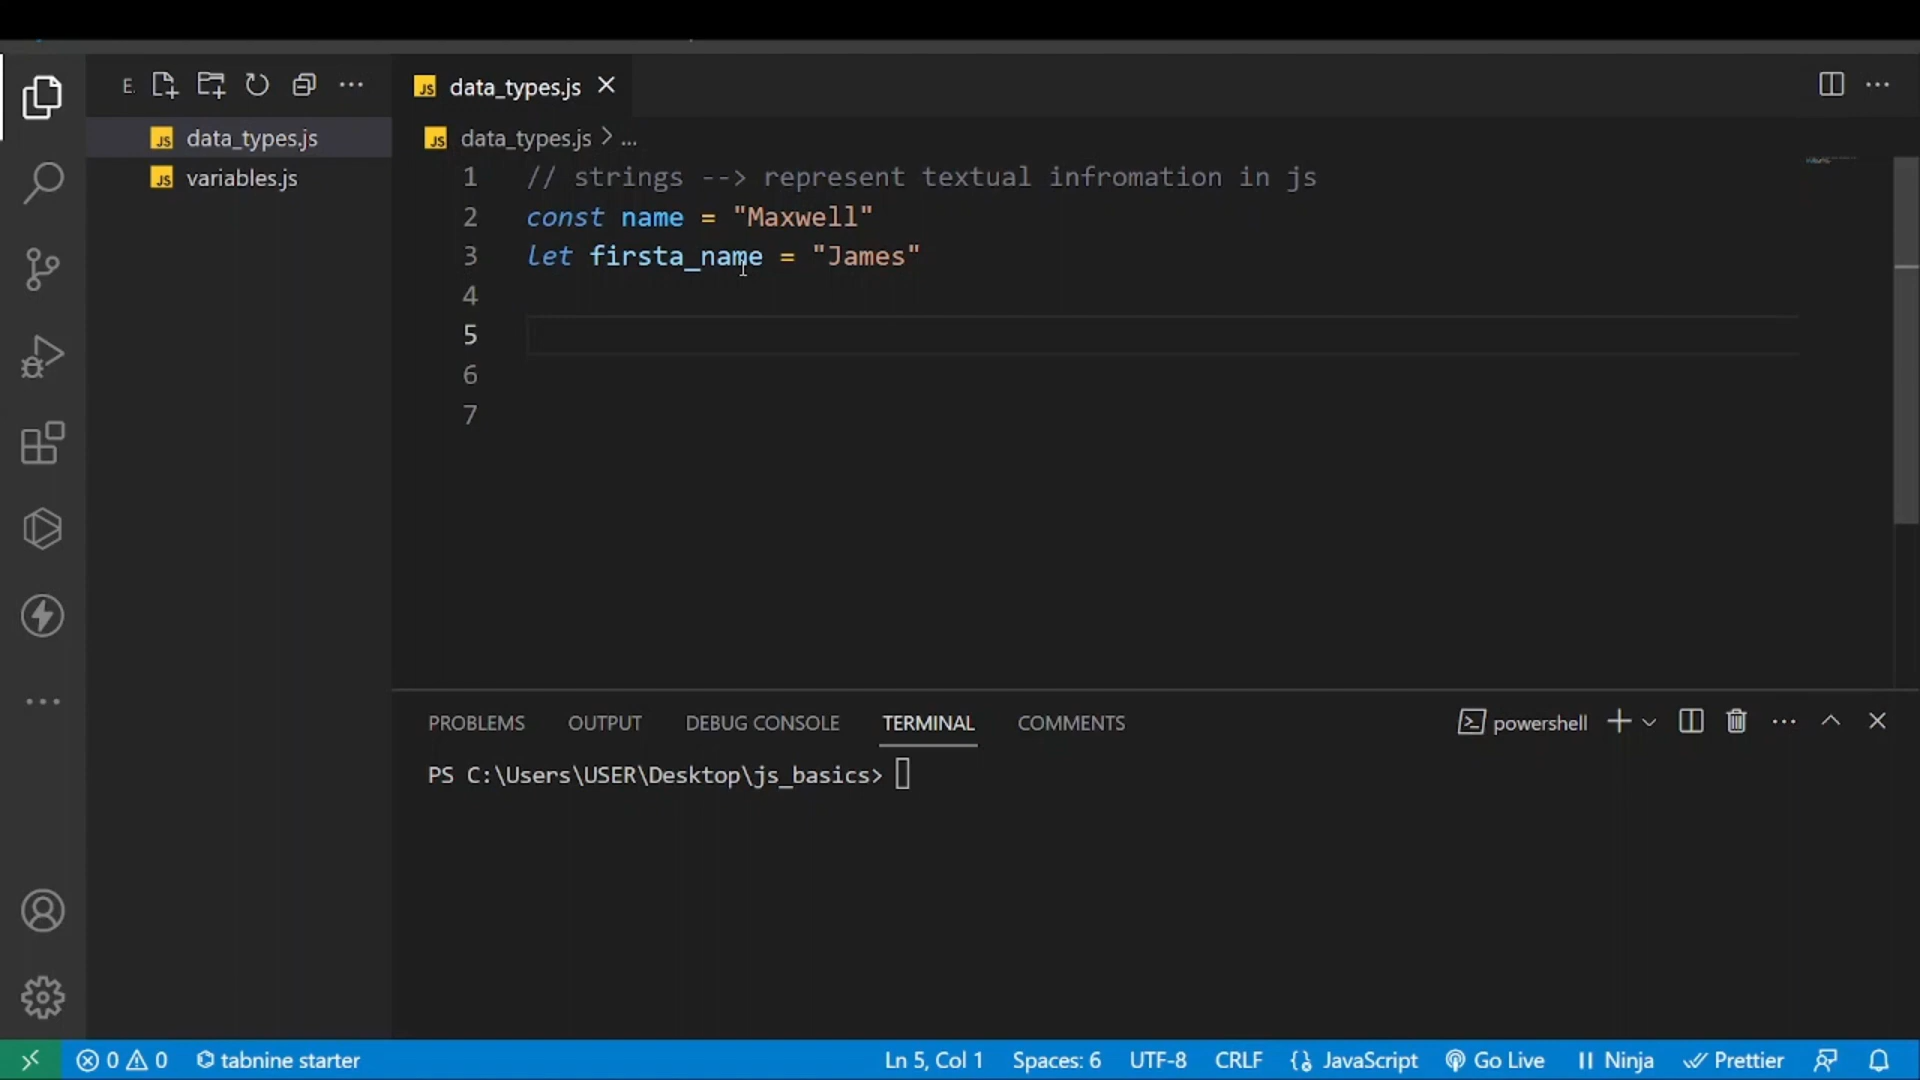 E.
data_types.js
variables.js
JS data_types.js
JS data_types.js > ...
1 // strings --> represent textual infromation in js
2 const name = "Maxwell"
3 let firsta_name = "James"
4
5
6
7
PROBLEMS OUTPUT DEBUG CONSOLE TERMINAL COMMENTS powershell
PS C:\Users\USER\Desktop\js_basics>
0 0 tabnine starter Ln 5, Col 1 Spaces: 6 UTF-8 CRLF JavaScript Go Live Ninja Prettier